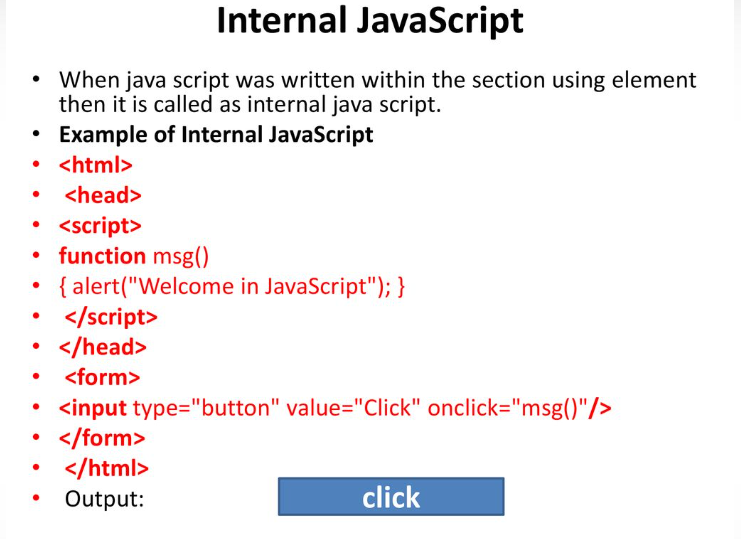 Internal JavaScript
• When java script was written within the section using element
then it is called as internal java script.
• Example of Internal JavaScript
• <html>
• <head>
• <script>
• function msg()
• { alert("Welcome in JavaScript"); }
• </script>
• </head>
• <form>
• <input type="button" value="Click" onclick="msg()"/>
• </form>
• </html>
• Output: click